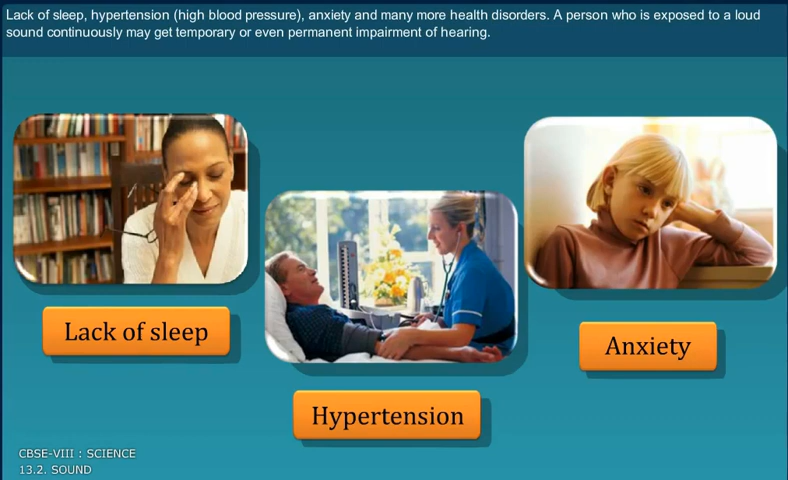 Lack of sleep, hypertension (high blood pressure), anxiety and many more health disorders. A person who is exposed to a loud
sound continuously may get temporary or even permanent impairment of hearing.
Lack of sleep
Hypertension
Anxiety
CBSE-VIII : SCIENCE
13.2. SOUND